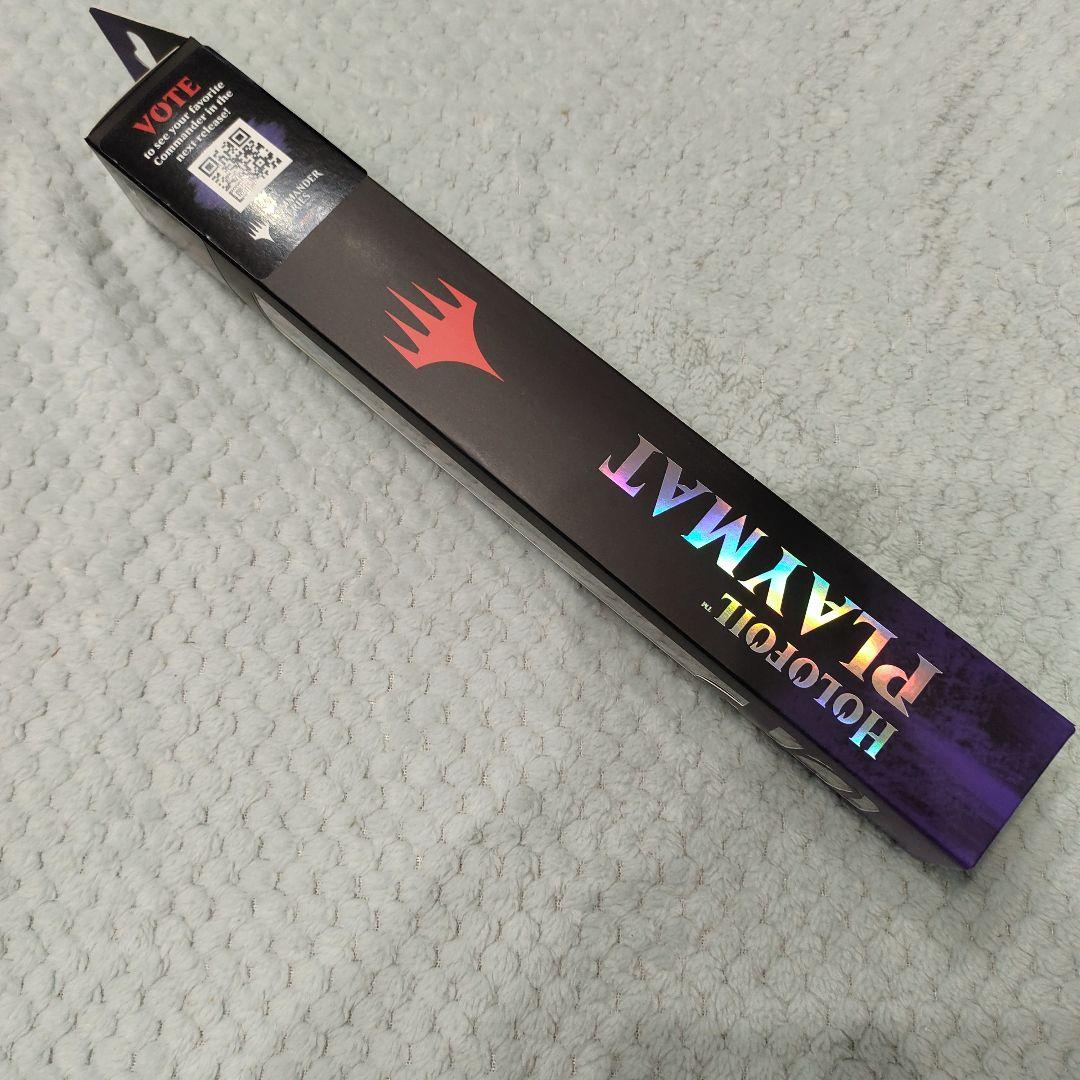 VOTE
to see your favorite
Commander in the
next release!
HOLOFOIL™
PLAYMAT